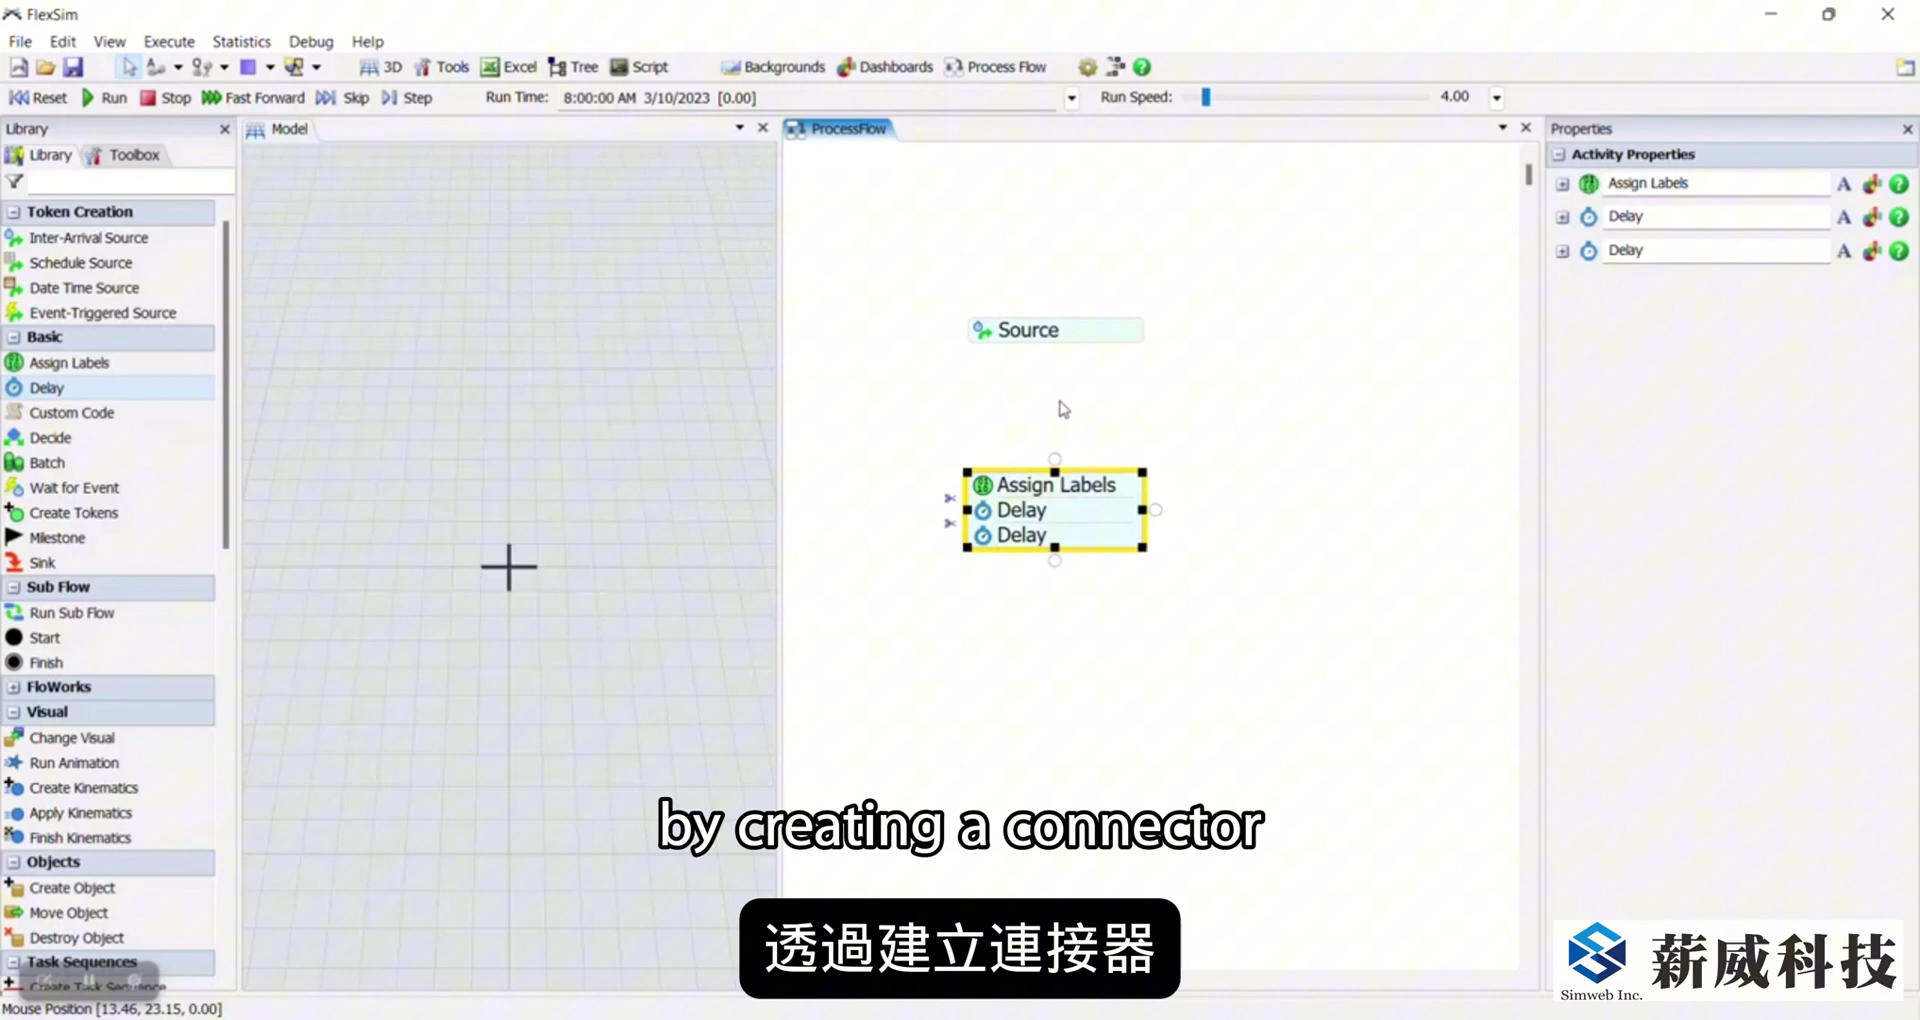 FlexSim
File Edit View Execute Statistics Debug Help
3D Tools Excel Tree Script Backgrounds Dashboards Process Flow
Reset Run Stop Fast Forward Skip Step Run Time: 8:00:00 AM 3/10/2023 [0.00] Run Speed: 4.00
Library
Library Toolbox
Token Creation
Inter-Arrival Source
Schedule Source
Date Time Source
Event-Triggered Source
Basic
Assign Labels
Delay
Custom Code
Decide
Batch
Wait for Event
Create Tokens
Milestone
Sink
Sub Flow
Run Sub Flow
Start
Finish
FloWorks
Visual
Change Visual
Run Animation
Create Kinematics
Apply Kinematics
Finish Kinematics
Objects
Create Object
Move Object
Destroy Object
Task Sequences
Create Task Sequence
Mouse Position [13.46, 23.15, 0.00]
Model
ProcessFlow
Source
Assign Labels
Delay
Delay
Properties
Activity Properties
Assign Labels
Delay
Delay
by creating a connector
透過建立連接器
薪威科技
Simweb Inc.